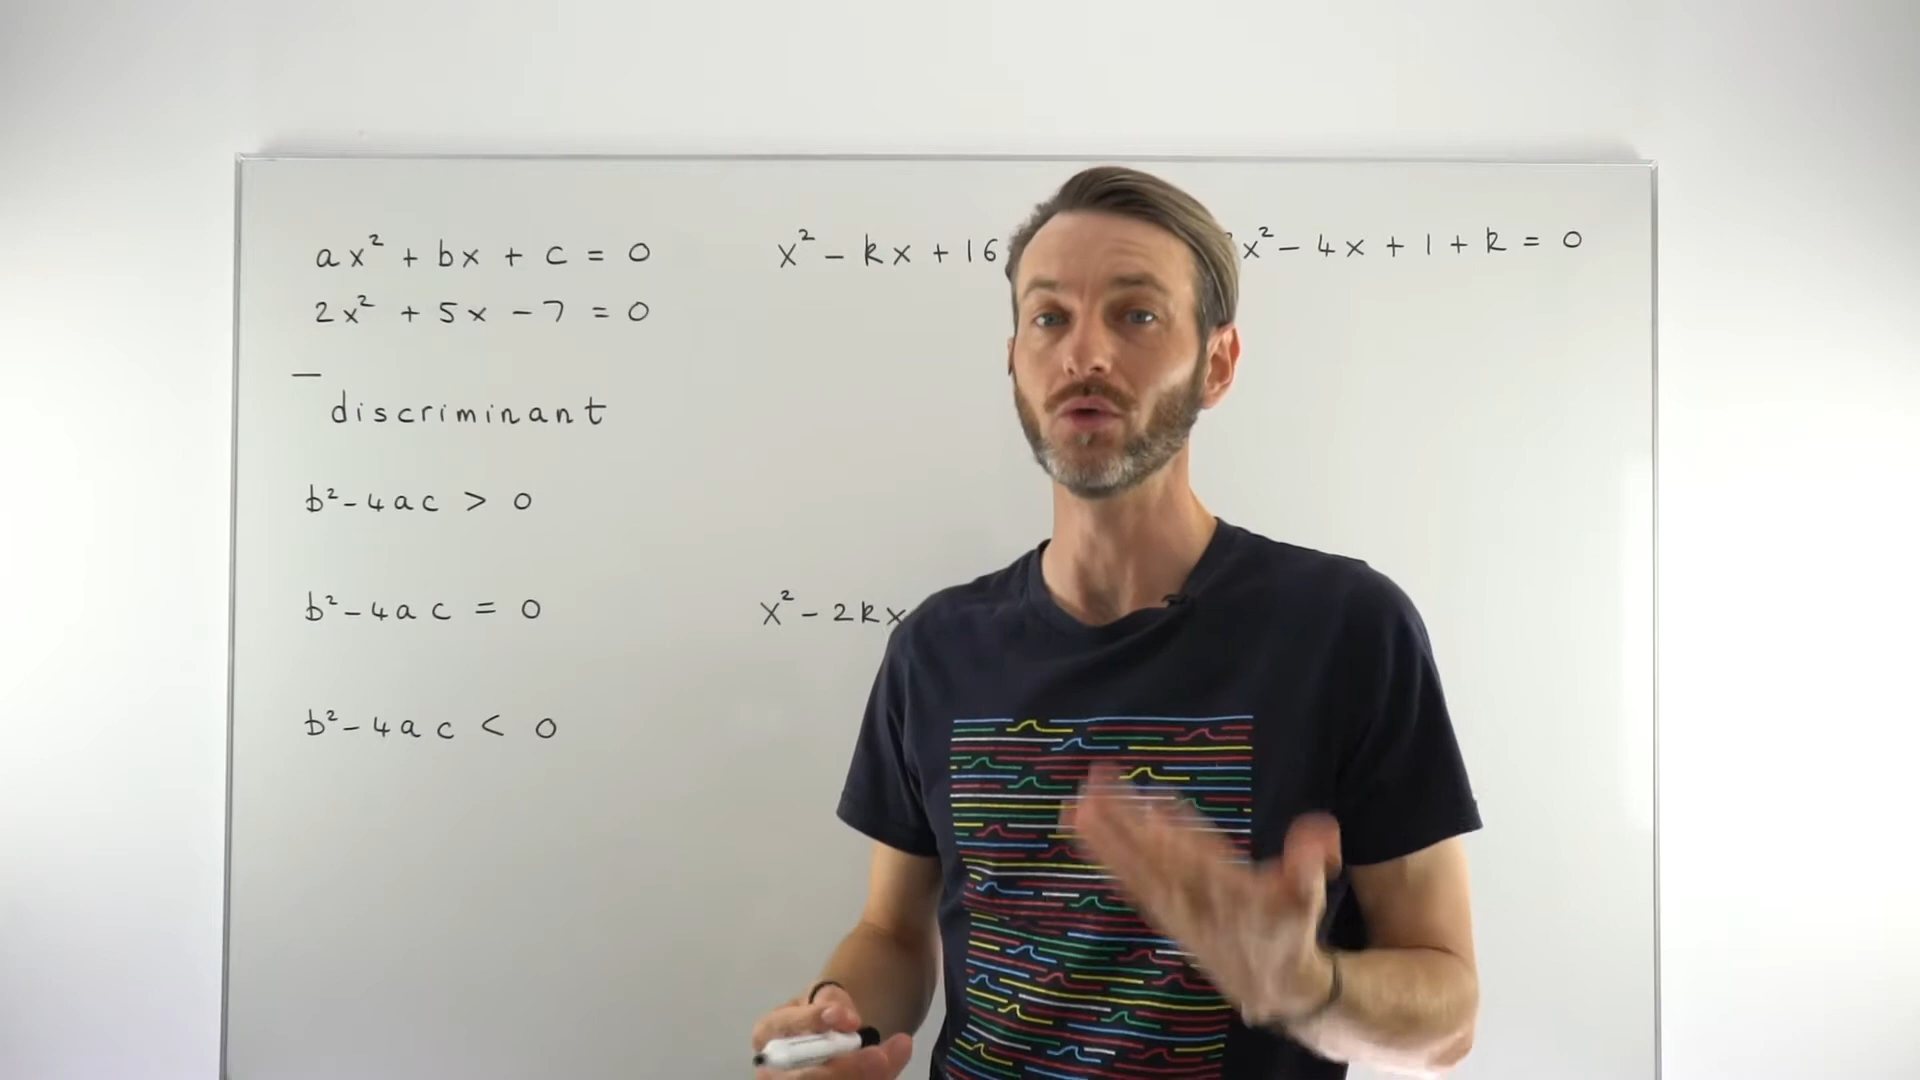 ax² + bx + c = 0
2x² + 5x - 7 = 0
discriminant
b² - 4ac > 0
b² - 4ac = 0
b² - 4ac < 0
x² - kx + 16
x² - 4x + 1 + k = 0
x² - 2kx